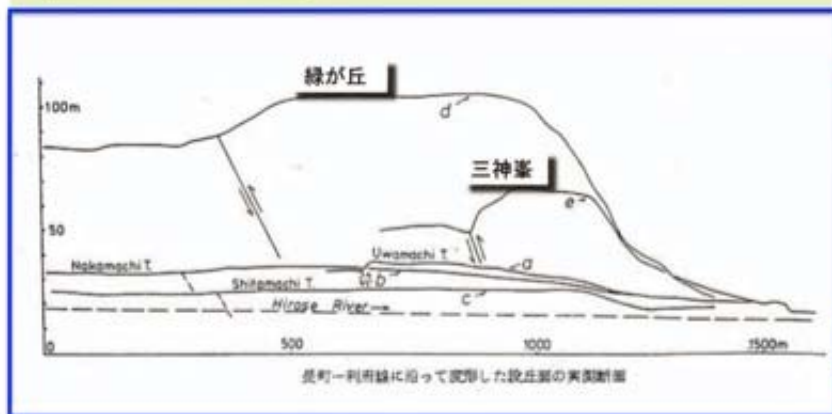 緑が丘
100m
d
三神峯
e
50
Nakamachi T.
Uwamachi T.
a
b
Shitamachi T.
c
Hirose River→
0
500
1000
1500m
長町ー利府線に沿って変形した段丘面の実測断面